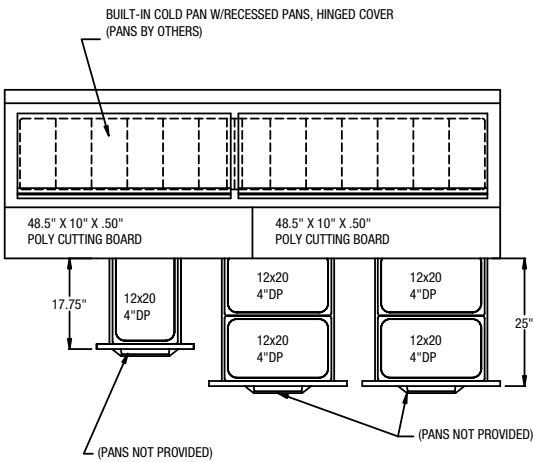 BUILT-IN COLD PAN W/RECESSED PANS, HINGED COVER
(PANS BY OTHERS)
48.5" X 10" X .50"
POLY CUTTING BOARD
48.5" X 10" X .50"
POLY CUTTING BOARD
17.75"
12x20
4"DP
12x20
4"DP
12x20
4"DP
25"
12x20
4"DP
12x20
4"DP
(PANS NOT PROVIDED)
(PANS NOT PROVIDED)